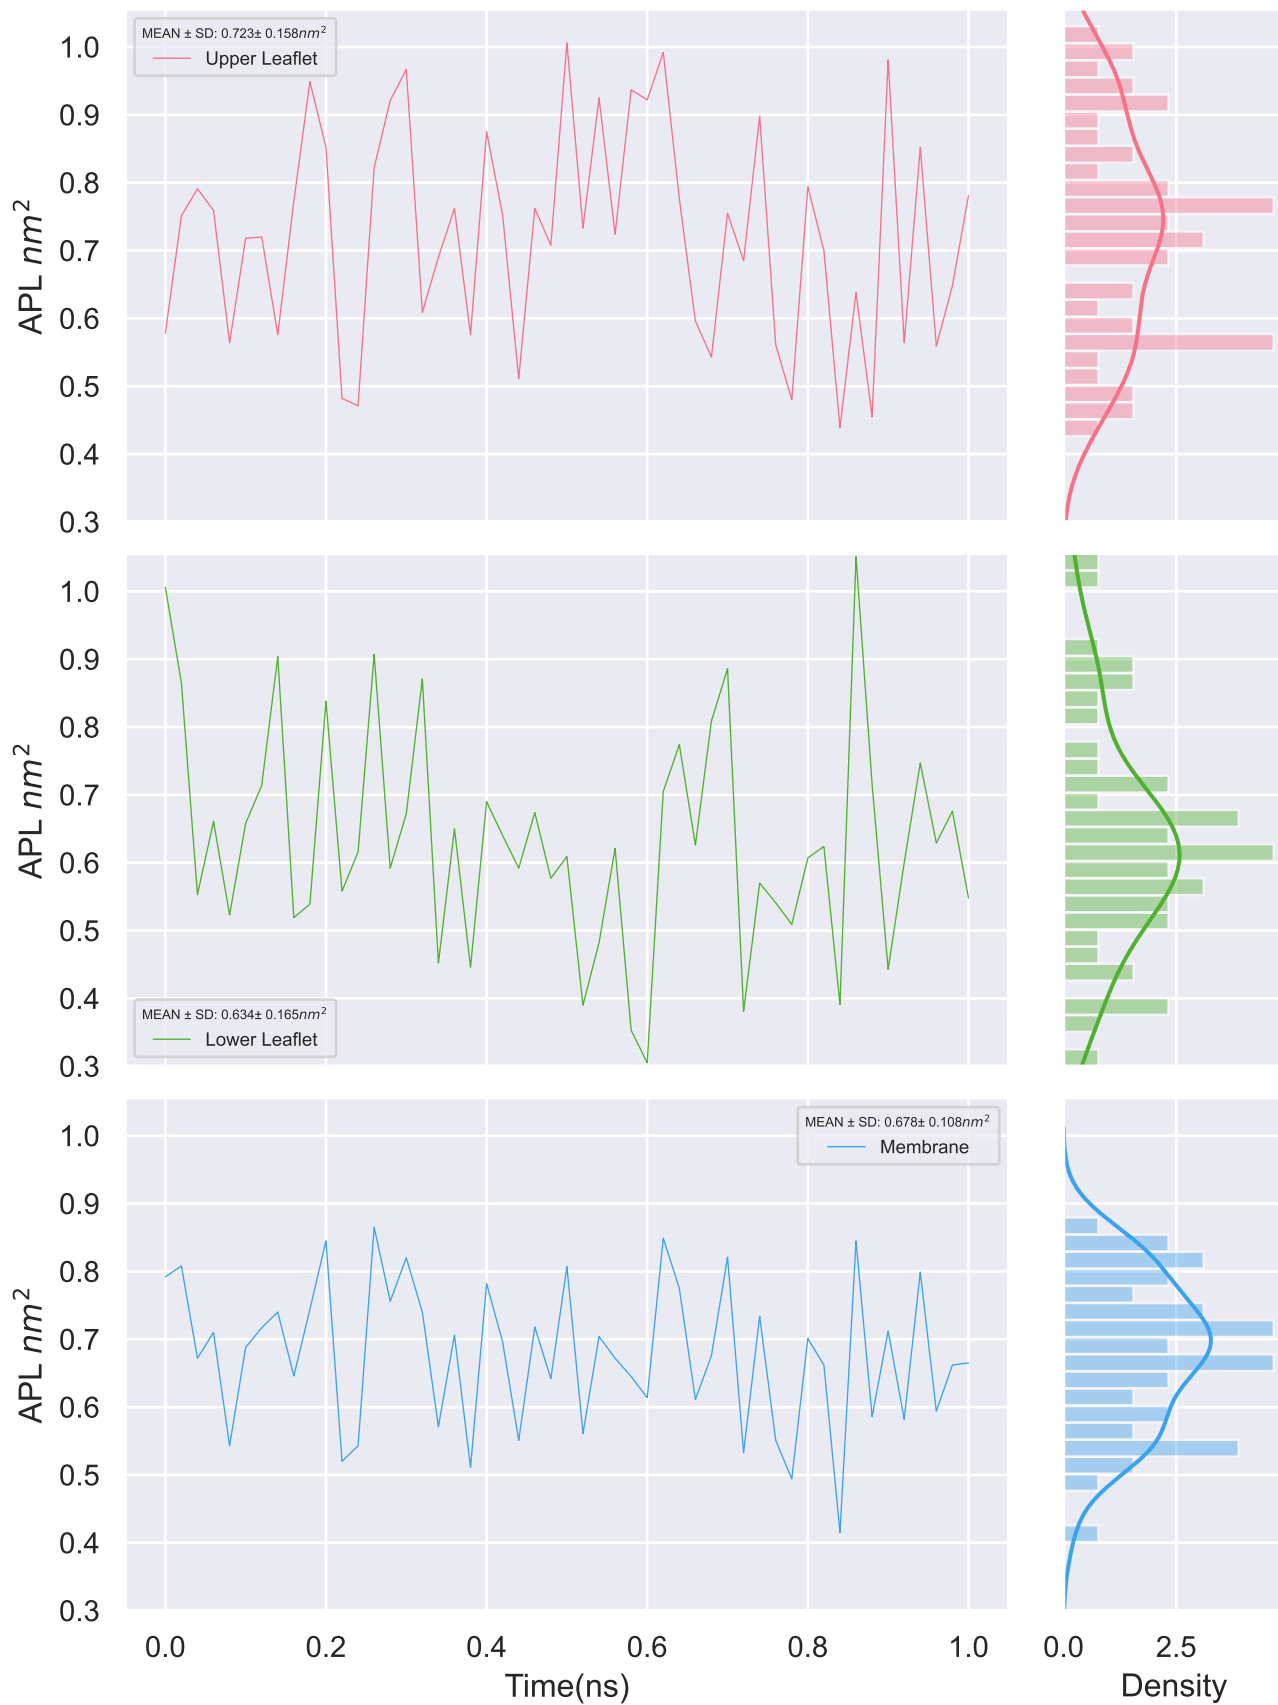 MEAN ± SD: 0.723± 0.158nm²
Upper Leaflet
1.0
0.9
0.8
0.7
0.6
0.5
0.4
0.3
APL nm²
MEAN ± SD: 0.634± 0.165nm²
Lower Leaflet
1.0
0.9
0.8
0.7
0.6
0.5
0.4
0.3
APL nm²
MEAN ± SD: 0.678± 0.108nm²
Membrane
1.0
0.9
0.8
0.7
0.6
0.5
0.4
0.3
APL nm²
0.0 0.2 0.4 0.6 0.8 1.0
Time(ns)
0.0 2.5
Density